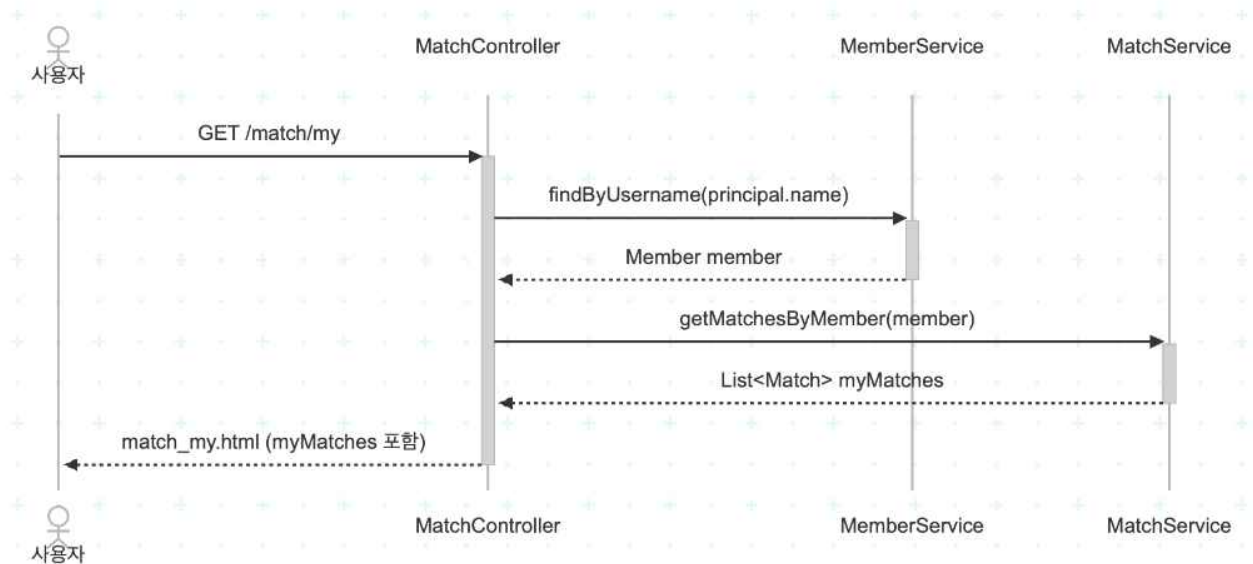 MatchController
MemberService
MatchService
사용자
GET /match/my
findByUsername(principal.name)
Member member
getMatchesByMember(member)
List<Match> myMatches
match_my.html (myMatches 포함)
MatchController
MemberService
MatchService
사용자